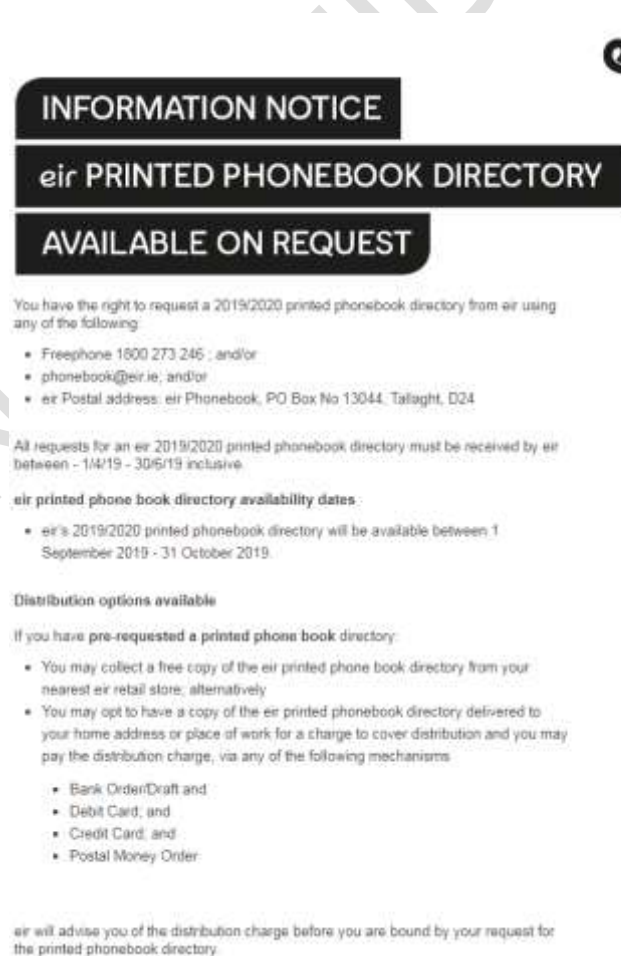 INFORMATION NOTICE
eir PRINTED PHONEBOOK DIRECTORY
AVAILABLE ON REQUEST
You have the right to request a 2019/2020 printed phonebook directory from eir using
any of the following:
• Freephone 1800 273 246 ; and/or
• phonebook@eir.ie; and/or
• eir Postal address: eir Phonebook, PO Box No 13044, Tallaght, D24
All requests for an eir 2019/2020 printed phonebook directory must be received by eir
between - 1/4/19 - 30/6/19 inclusive.
eir printed phone book directory availability dates
• eir's 2019/2020 printed phonebook directory will be available between 1
September 2019 - 31 October 2019.
Distribution options available
If you have pre-requested a printed phone book directory:
• You may collect a free copy of the eir printed phone book directory from your
nearest eir retail store; alternatively
• You may opt to have a copy of the eir printed phonebook directory delivered to
your home address or place of work for a charge to cover distribution and you may
pay the distribution charge, via any of the following mechanisms
• Bank Order/Draft and
• Debit Card; and
• Credit Card; and
• Postal Money Order
eir will advise you of the distribution charge before you are bound by your request for
the printed phonebook directory.